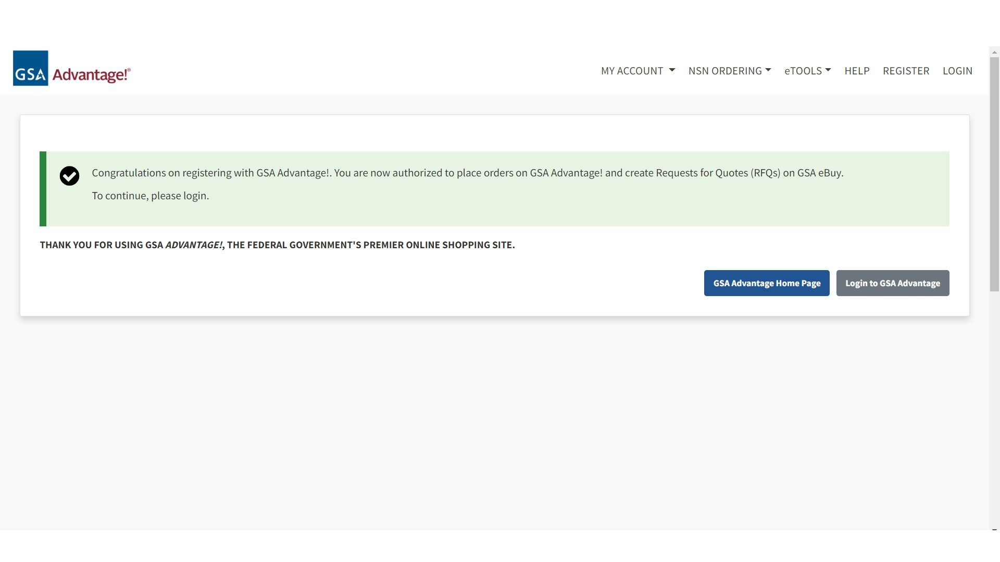 GSA Advantage!®
MY ACCOUNT NSN ORDERING eTOOLS HELP REGISTER LOGIN
Congratulations on registering with GSA Advantage!. You are now authorized to place orders on GSA Advantage! and create Requests for Quotes (RFQs) on GSA eBuy.
To continue, please login.
THANK YOU FOR USING GSA ADVANTAGE!, THE FEDERAL GOVERNMENT'S PREMIER ONLINE SHOPPING SITE.
GSA Advantage Home Page Login to GSA Advantage